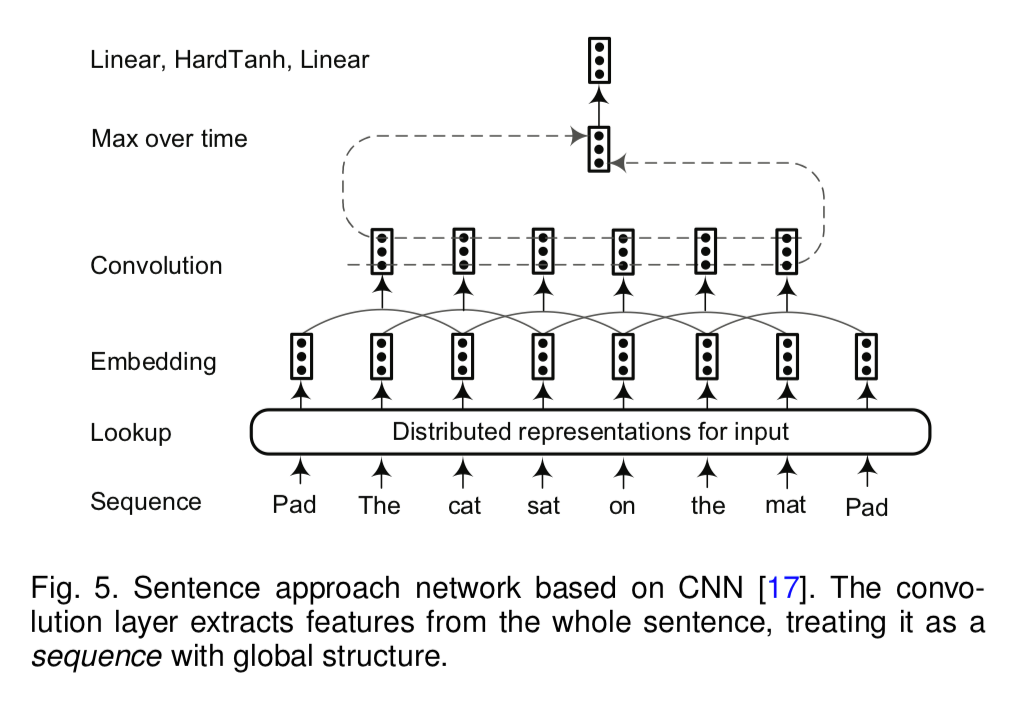 Linear, HardTanh, Linear
Max over time
Convolution
Embedding
Lookup
Distributed representations for input
Sequence Pad The cat sat on the mat Pad
Fig. 5. Sentence approach network based on CNN [17]. The convo-
lution layer extracts features from the whole sentence, treating it as a
sequence with global structure.